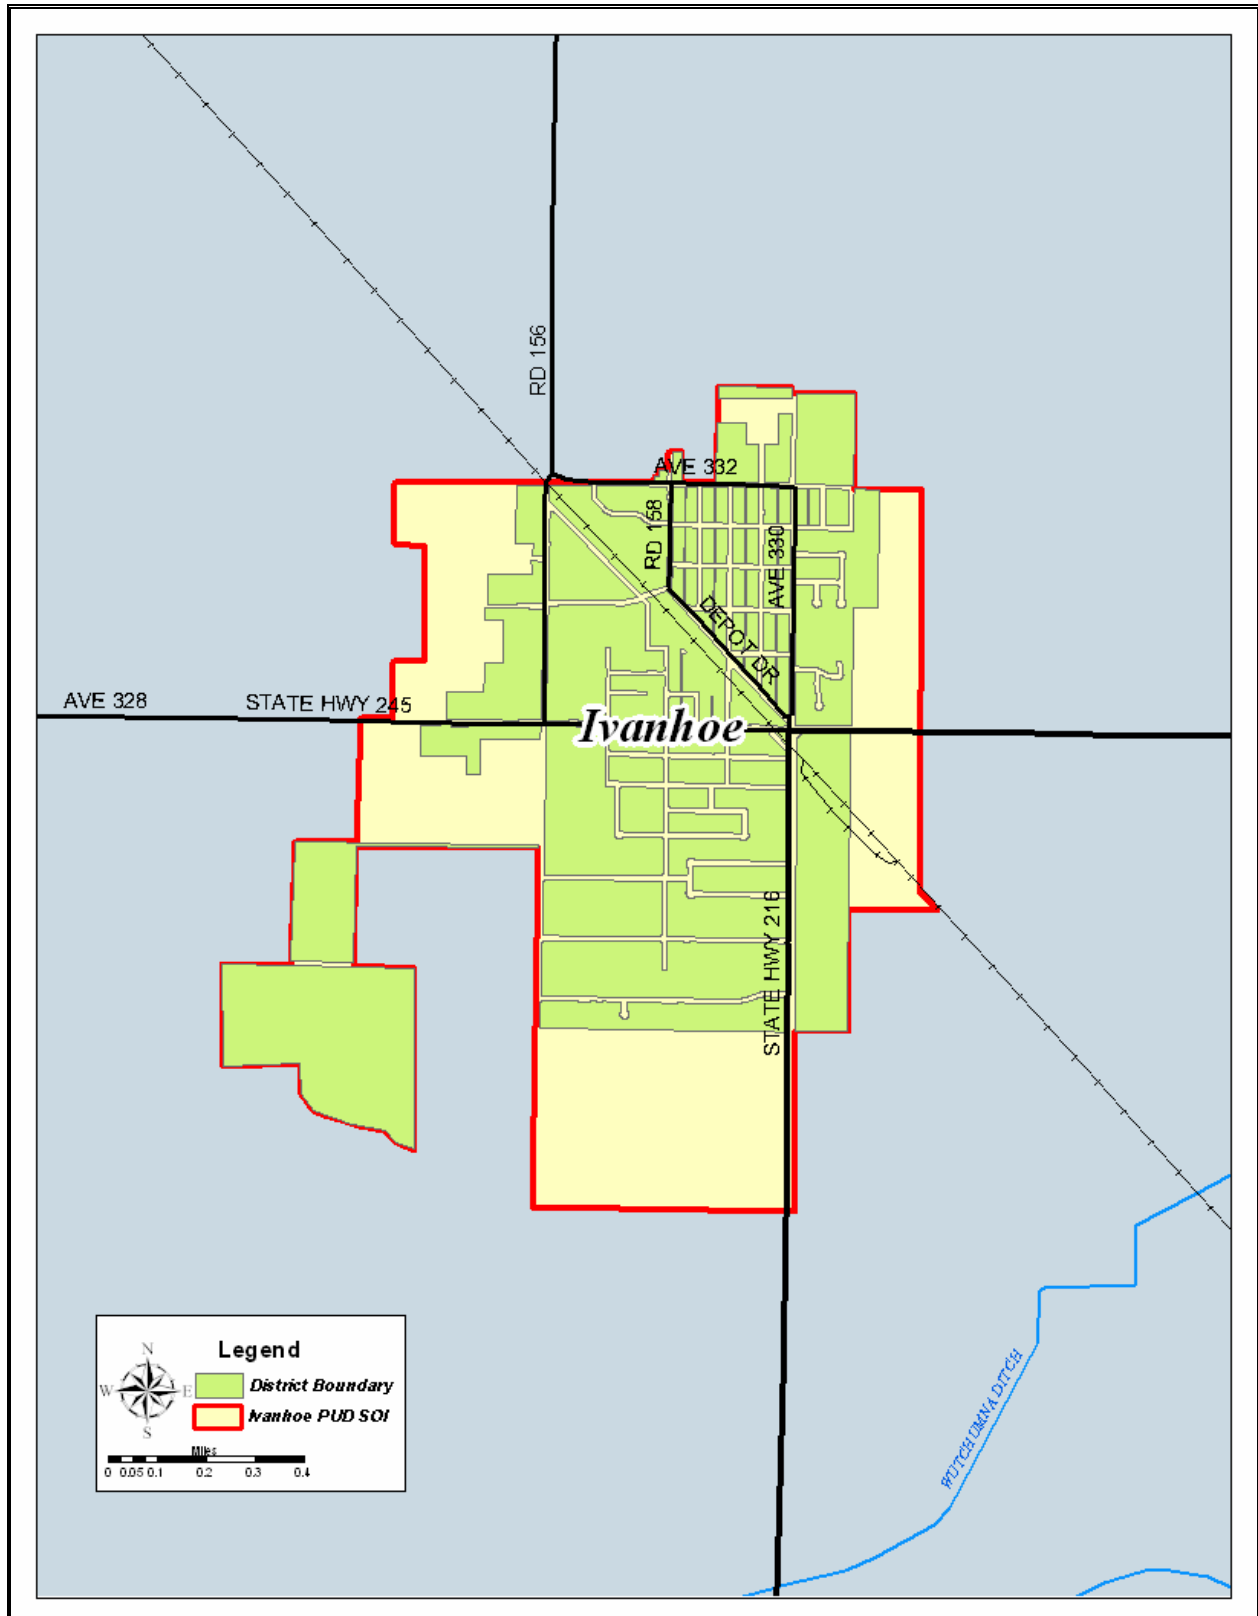 RD 156
AVE 332
RD 158
AVE 330
DEPOT DR
AVE 328
STATE HWY 245
Ivanhoe
STATE HWY 216
WUTCHUMNA DITCH
Legend
N
W
E
S
District Boundary
Ivanhoe PUD SOI
Miles
0 0.05 0.1 0.2 0.3 0.4